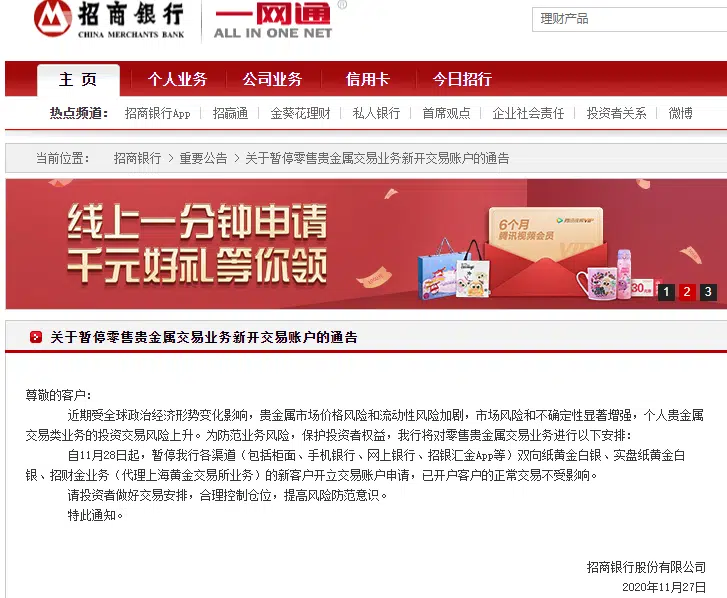 招商银行
CHINA MERCHANTS BANK
一网通®
ALL IN ONE NET
理财产品
主 页 个人业务 公司业务 信用卡 今日招行
热点频道: 招商银行App 招赢通 金葵花理财 私人银行 首席观点 企业社会责任 投资者关系 微博
当前位置: 招商银行 > 重要公告 > 关于暂停零售贵金属交易业务新开交易账户的通告
线上一分钟申请
千元好礼等你领
6个月
腾讯视频会员
VIP
30元
1 2 3
关于暂停零售贵金属交易业务新开交易账户的通告
尊敬的客户:
近期受全球政治经济形势变化影响，贵金属市场价格风险和流动性风险加剧，市场风险和不确定性显著增强，个人贵金属
交易类业务的投资交易风险上升。为防范业务风险，保护投资者权益，我行将对零售贵金属交易业务进行以下安排:
自11月28日起，暂停我行各渠道（包括柜面、手机银行、网上银行、招银汇金App等）双向纸黄金白银、实盘纸黄金白
银、招财金业务（代理上海黄金交易所业务）的新客户开立交易账户申请，已开户客户的正常交易不受影响。
请投资者做好交易安排，合理控制仓位，提高风险防范意识。
特此通知。
招商银行股份有限公司
2020年11月27日